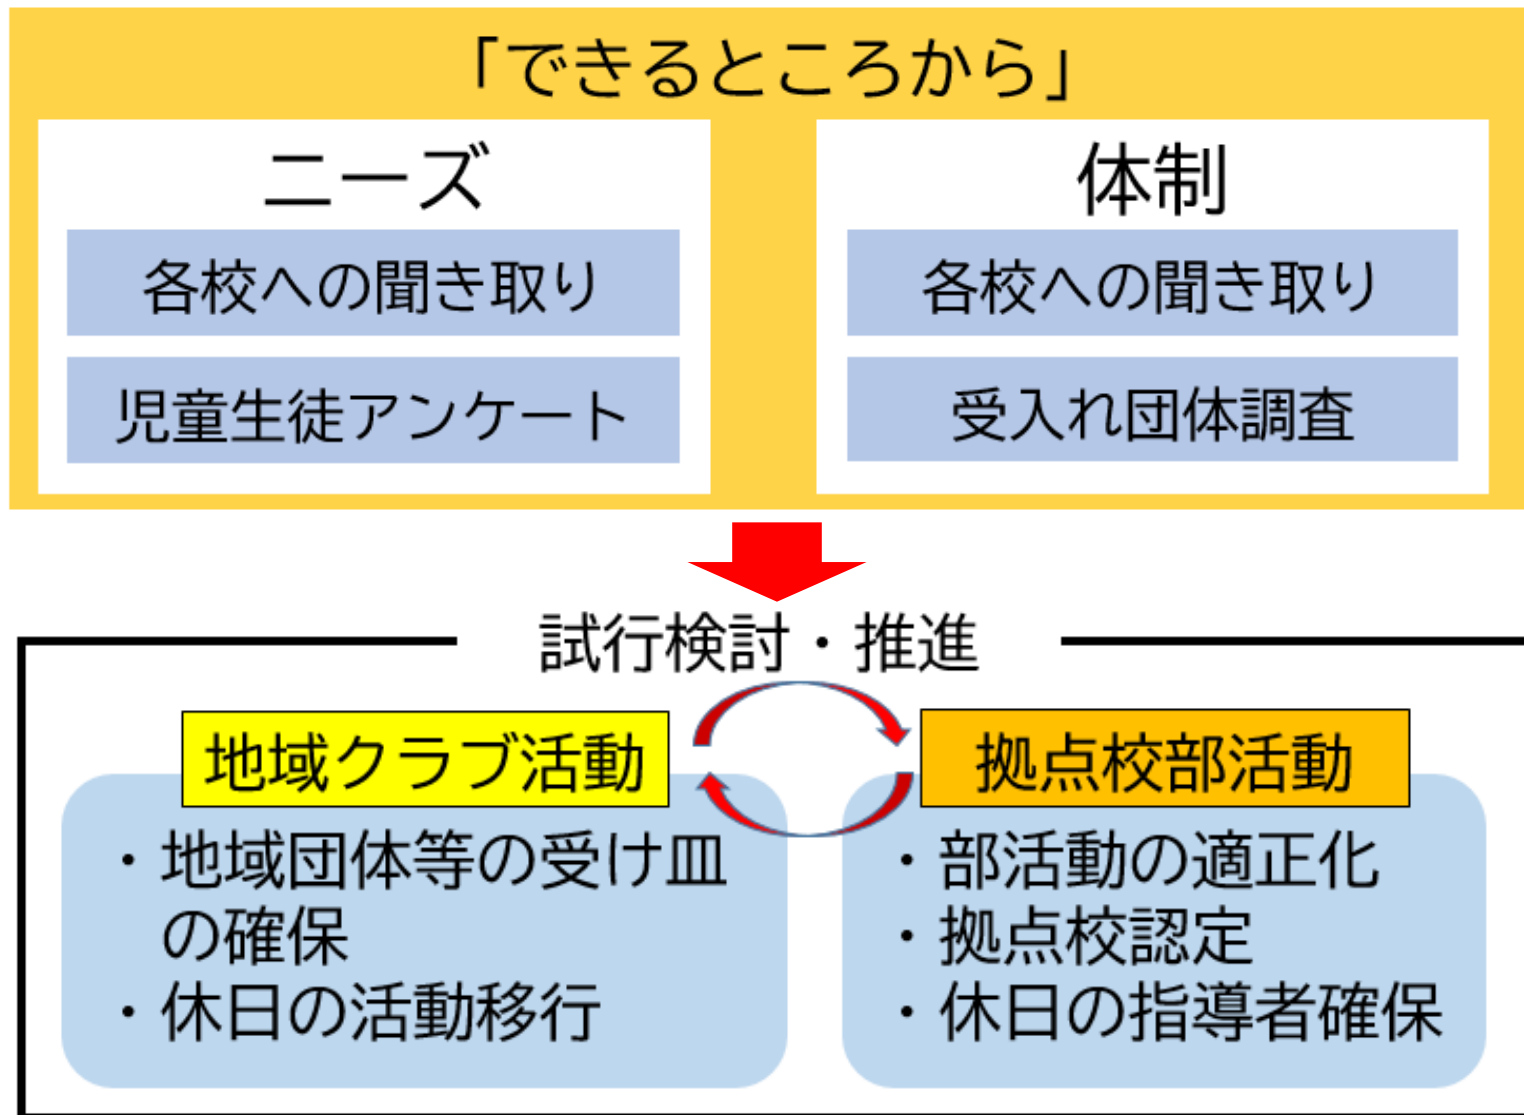 「できるところから」
ニーズ
各校への聞き取り
児童生徒アンケート
体制
各校への聞き取り
受入れ団体調査
試行検討・推進
地域クラブ活動
・地域団体等の受け皿
の確保
・休日の活動移行
拠点校部活動
・部活動の適正化
・拠点校認定
・休日の指導者確保